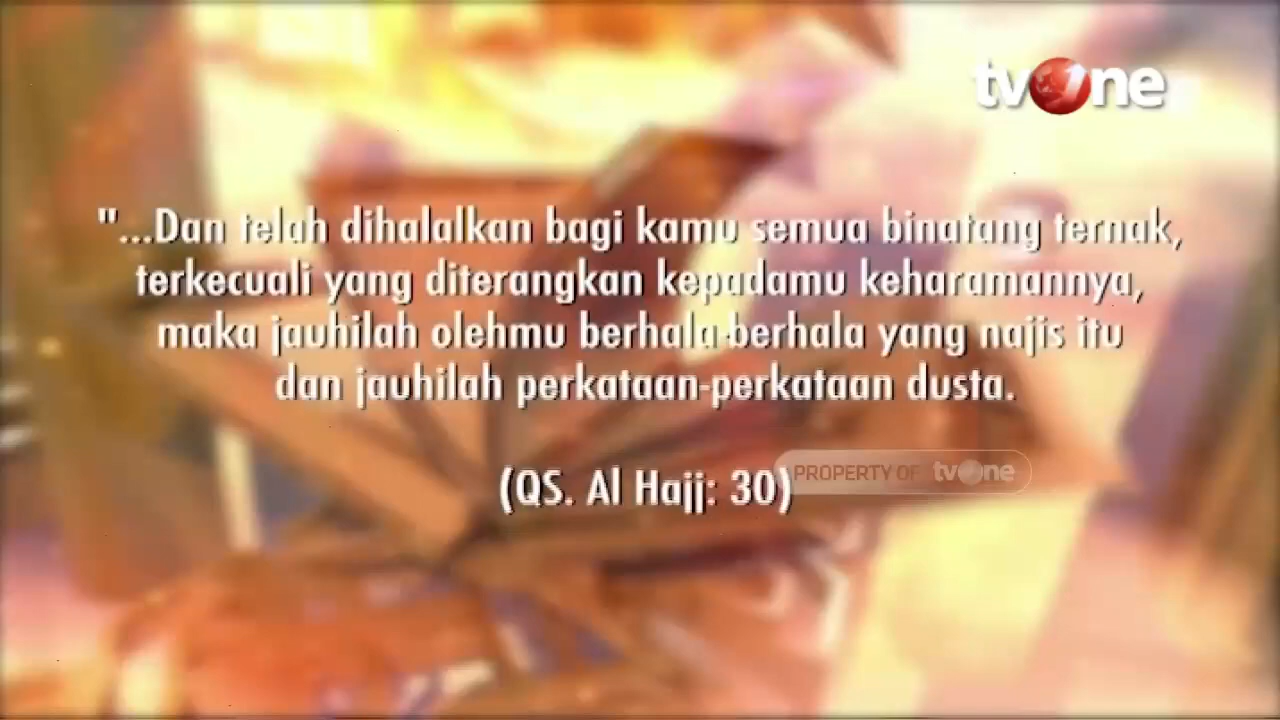 tvOne
"...Dan telah dihalalkan bagi kamu semua binatang ternak,
terkecuali yang diterangkan kepadamu keharamannya,
maka jauhilah olehmu berhala-berhala yang najis itu
dan jauhilah perkataan-perkataan dusta.
PROPERTY OF tvOne
(QS. Al Hajj: 30)